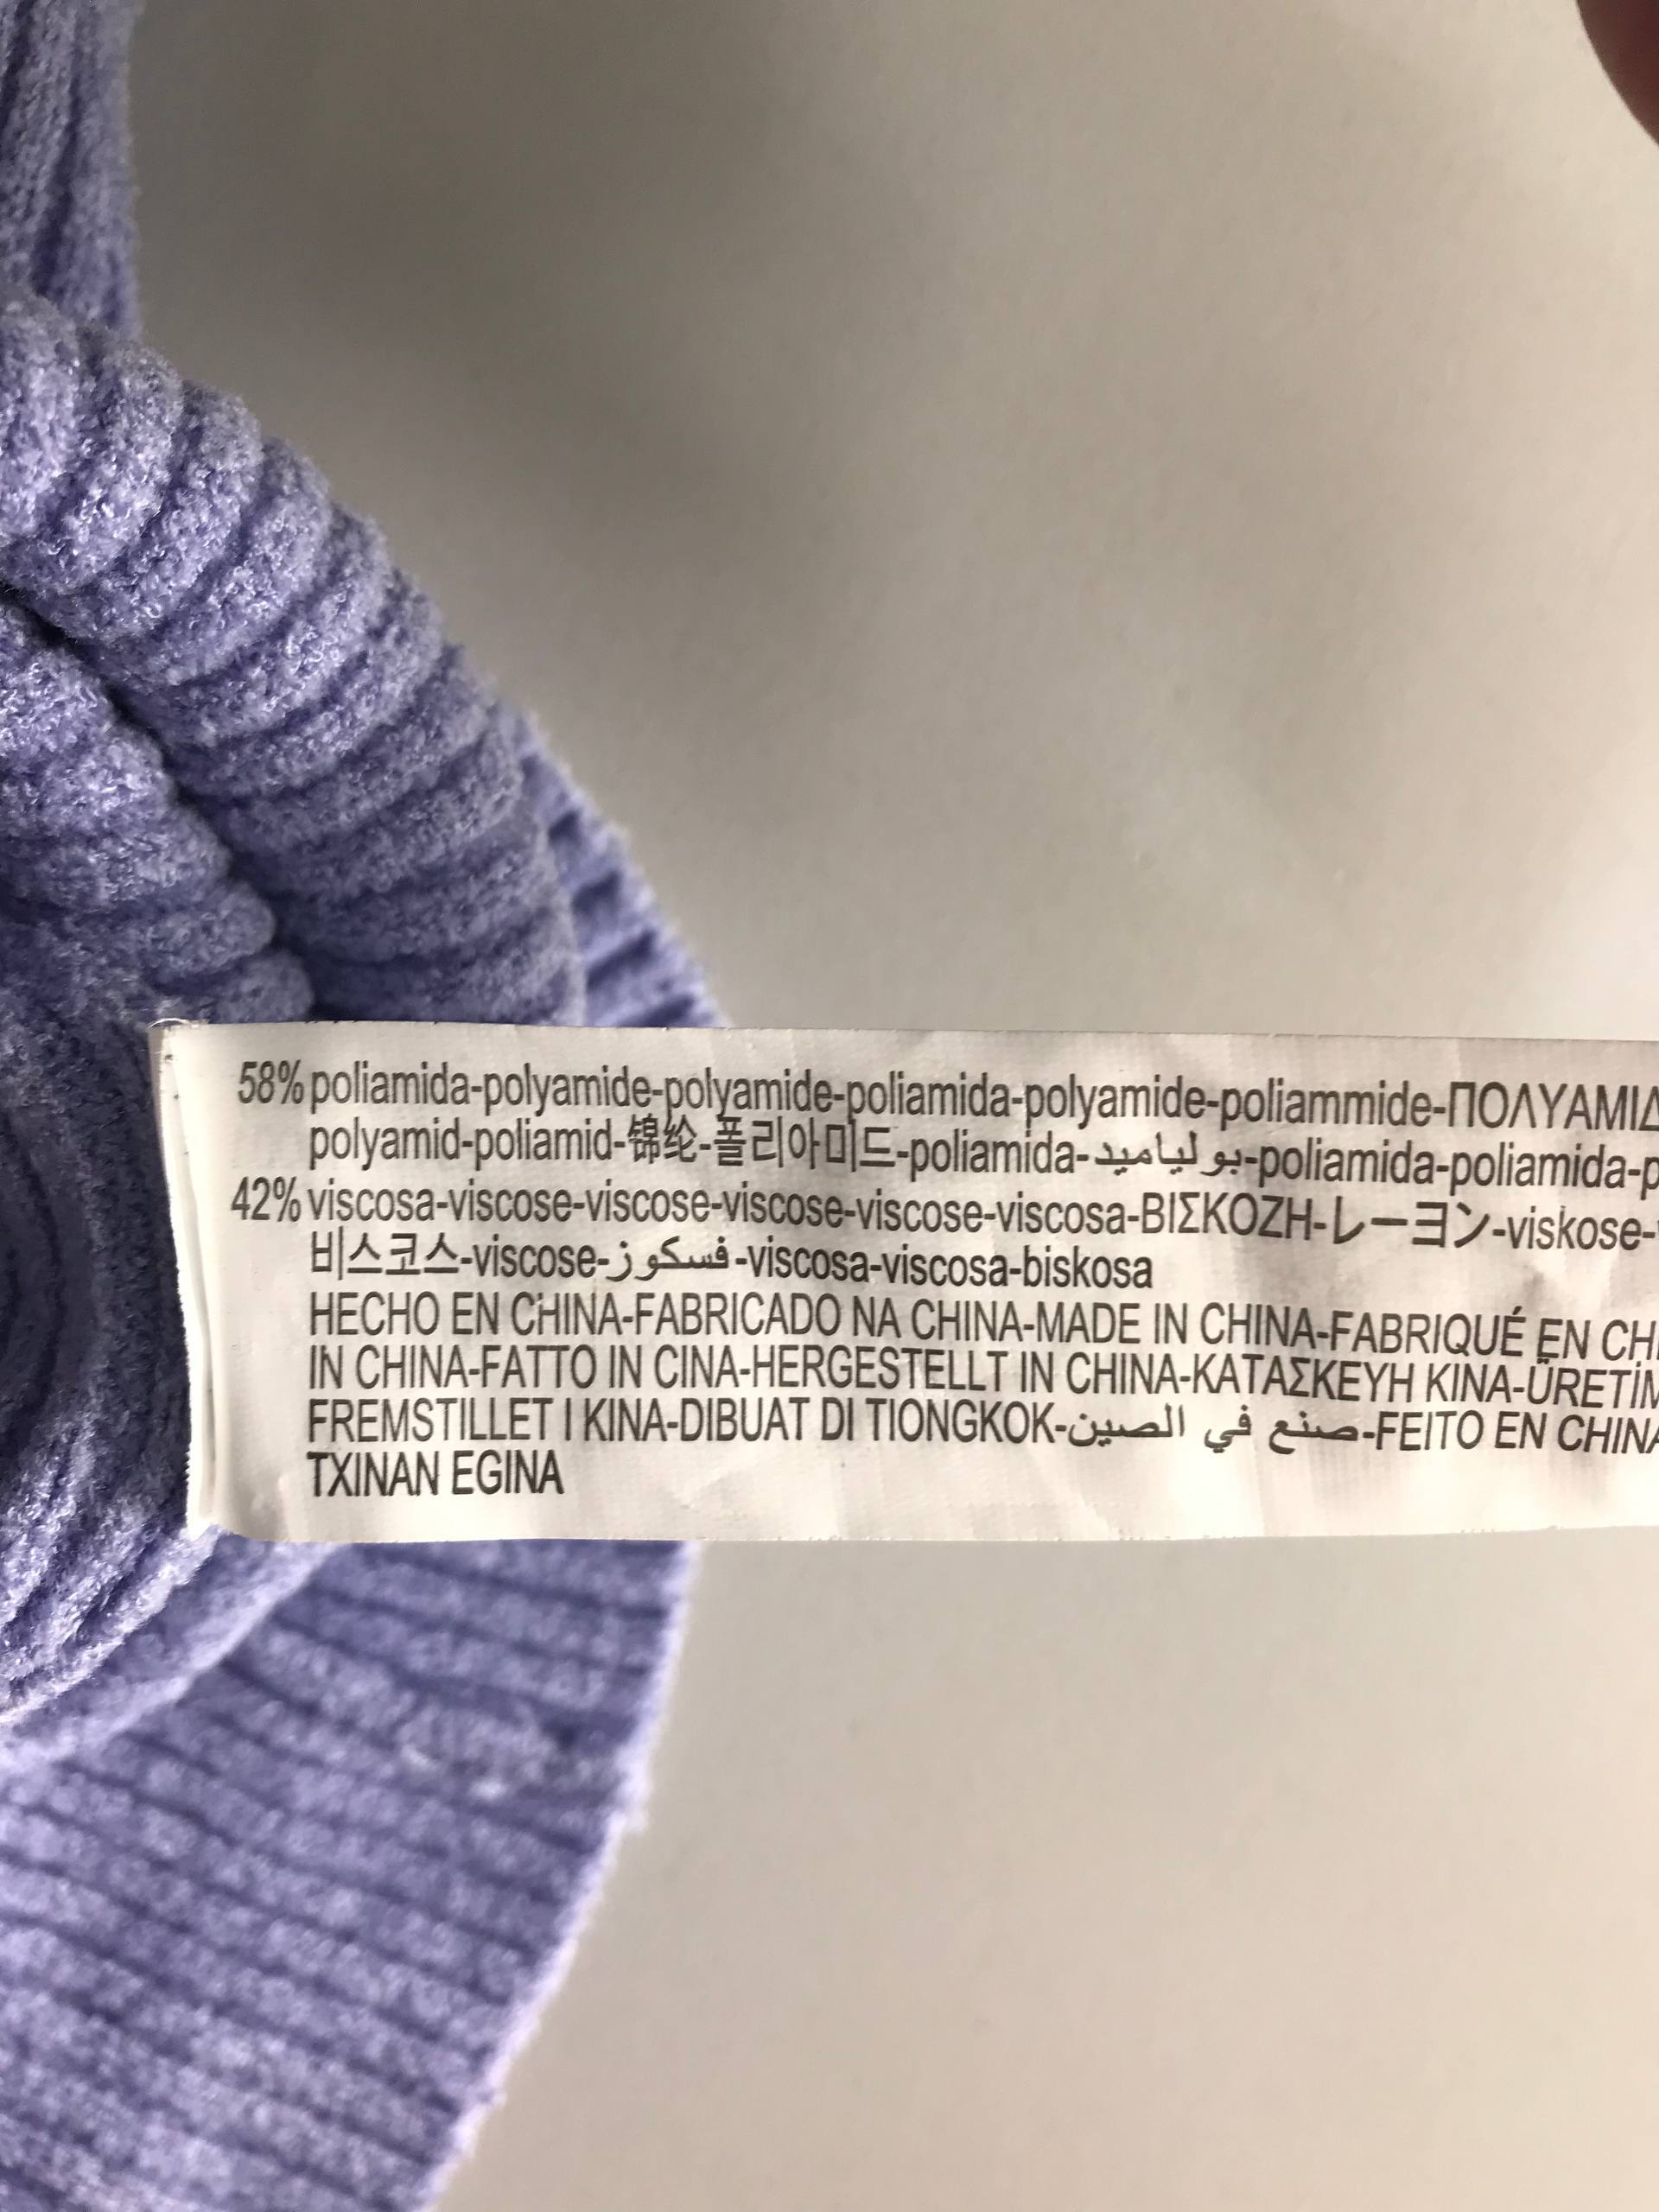 58% poliamida-polyamide-polyamide-poliamida-polyamide-poliammide-ΠΟΛΥΑΜΙΔ
polyamid-poliamid-锦纶-폴리아미드-poliamida-بولياميد-poliamida-poliamida-p
42% viscosa-viscose-viscose-viscose-viscose-viscosa-ΒΙΣΚΟΖΗ-レーヨン-viskose-
비스코스-viscose-فسكوز-viscosa-viscosa-biskosa
HECHO EN CHINA-FABRICADO NA CHINA-MADE IN CHINA-FABRIQUÉ EN CHI
IN CHINA-FATTO IN CINA-HERGESTELLT IN CHINA-ΚΑΤΑΣΚΕΥΗ ΚΙΝΑ-ÜRETİM
FREMSTILLET I KINA-DIBUAT DI TIONGKOK-صنع في الصين-FEITO EN CHINA
TXINAN EGINA